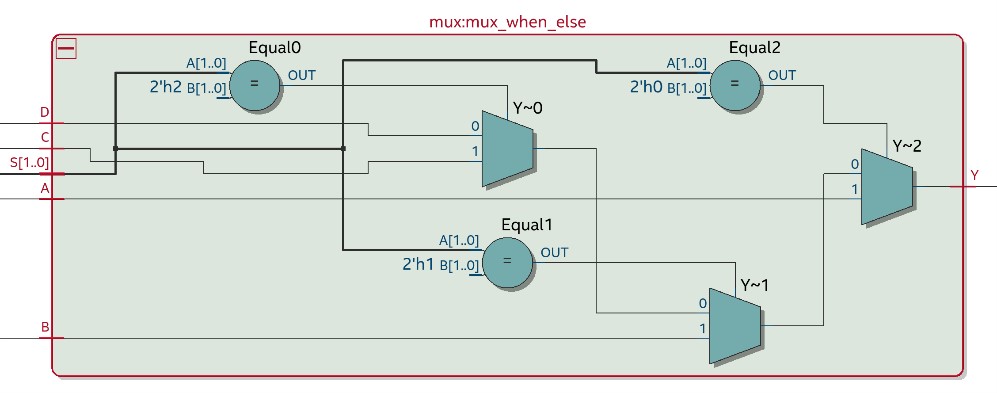 mux:mux_when_else
Equal0
Equal2
A[1..0]
OUT
A[1..0]
OUT
2'h2 B[1..0]
2'h0 B[1..0]
D
Y~0
0
C
1
Y~2
S[1..0]
0
Y
A
1
Equal1
A[1..0]
OUT
2'h1 B[1..0]
Y~1
0
B
1